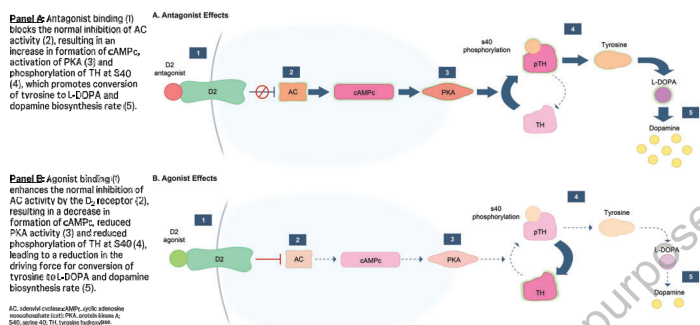 Panel A: Antagonist binding (1)
blocks the normal inhibition of AC
activity (2), resulting in an
increase in formation of cAMPc,
activation of PKA (3) and
phosphorylation of TH at S40
(4), which promotes conversion
of tyrosine to L-DOPA and
dopamine biosynthesis rate (5).
A. Antagonist Effects
1
D2
antagonist
D2
2
AC
cAMPc
3
PKA
s40
phosphorylation
4
pTH
TH
Tyrosine
L-DOPA
5
Dopamine
Panel B: Agonist binding (1)
enhances the normal inhibition of
AC activity by the D2 receptor (2),
resulting in a decrease in
formation of cAMPc, reduced
PKA activity (3) and reduced
phosphorylation of TH at S40 (4),
leading to a reduction in the
driving force for conversion of
tyrosine to L-DOPA and dopamine
biosynthesis rate (5).
B. Agonist Effects
1
D2
agonist
D2
2
AC
cAMPc
3
PKA
s40
phosphorylation
4
pTH
TH
Tyrosine
L-DOPA
5
Dopamine
AC, adenylyl cyclase; cAMPc, cyclic adenosine
monophosphate (cat); PKA, protein kinase A;
S40, serine 40; TH, tyrosine hydroxylase.
purpose